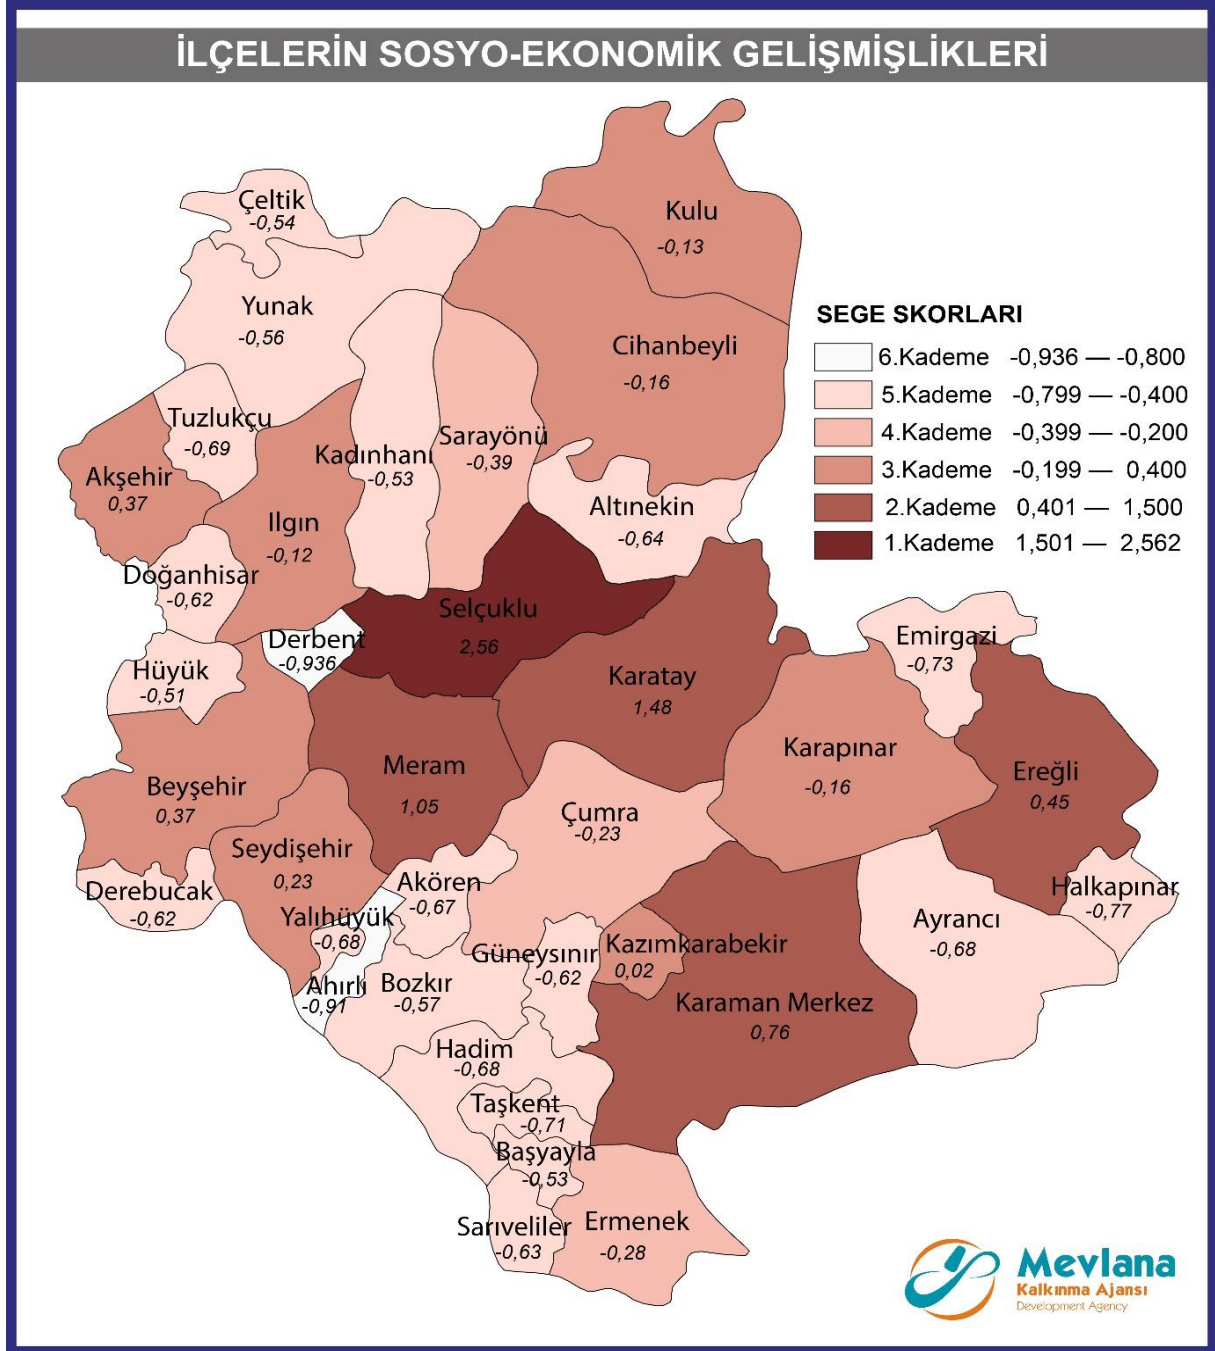 İLÇELERİN SOSYO-EKONOMİK GELİŞMİŞLİKLERİ
Çeltik
-0,54
Kulu
-0,13
Yunak
-0,56
Cihanbeyli
-0,16
SEGE SKORLARI
6.Kademe -0,936 — -0,800
5.Kademe -0,799 — -0,400
4.Kademe -0,399 — -0,200
3.Kademe -0,199 — 0,400
2.Kademe 0,401 — 1,500
1.Kademe 1,501 — 2,562
Tuzlukçu
-0,69
Akşehir
0,37
Kadınhanı
-0,53
Sarayönü
-0,39
Ilgın
-0,12
Altınekin
-0,64
Doğanhisar
-0,62
Selçuklu
2,56
Derbent
-0,936
Hüyük
-0,51
Karatay
1,48
Emirgazi
-0,73
Karapınar
-0,16
Ereğli
0,45
Meram
1,05
Beyşehir
0,37
Çumra
-0,23
Seydişehir
0,23
Derebucak
-0,62
Akören
-0,67
Yalıhüyük
-0,68
Halkapınar
-0,77
Ayrancı
-0,68
Güneysınır
-0,62
Kazımkarabekir
0,02
Ahırlı
-0,91
Bozkır
-0,57
Karaman Merkez
0,76
Hadim
-0,68
Taşkent
-0,71
Başyayla
-0,53
Sarıveliler
-0,63
Ermenek
-0,28
Mevlana
Kalkınma Ajansı
Development Agency